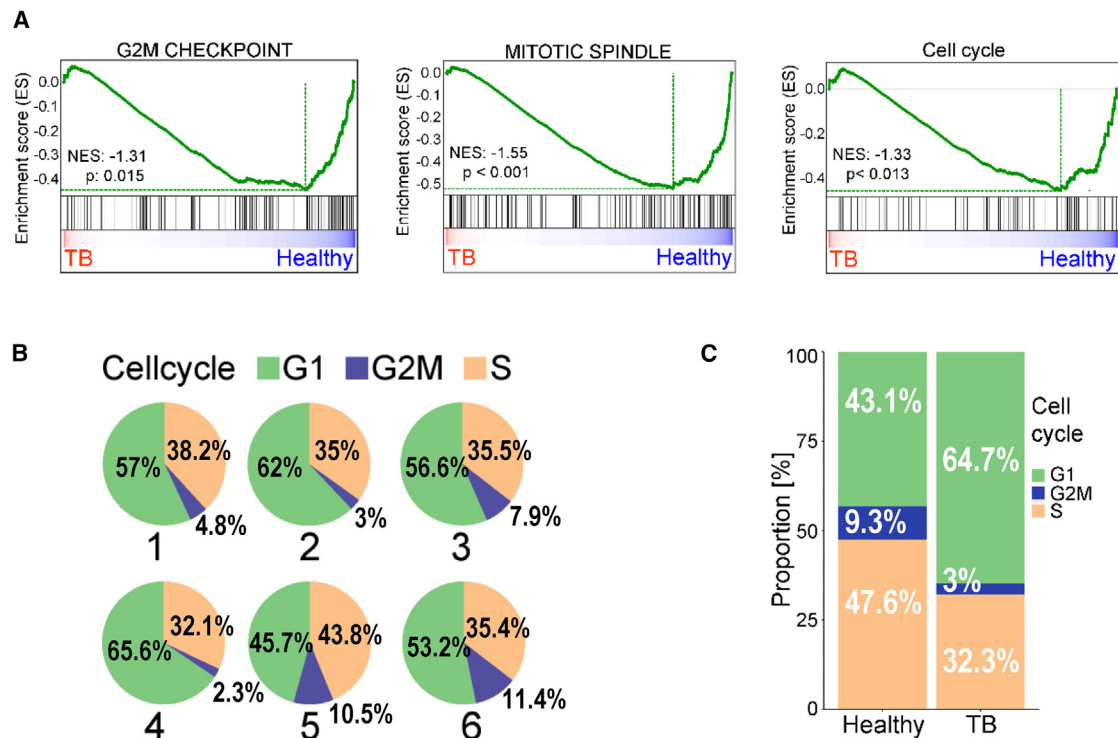 A
G2M CHECKPOINT
Enrichment score (ES)
0.0
-0.1
-0.2
-0.3
-0.4
NES: -1.31
p: 0.015
TB
Healthy
MITOTIC SPINDLE
Enrichment score (ES)
0.0
-0.1
-0.2
-0.3
-0.4
-0.5
NES: -1.55
p < 0.001
TB
Healthy
Cell cycle
Enrichment score (ES)
0.0
-0.2
-0.4
NES: -1.33
p< 0.013
TB
Healthy
B
Cellcycle G1 G2M S
57%
38.2%
4.8%
1
62%
35%
3%
2
56.6%
35.5%
7.9%
3
65.6%
32.1%
2.3%
4
45.7%
43.8%
10.5%
5
53.2%
35.4%
11.4%
6
C
Proportion [%]
100
75
50
25
0
43.1%
9.3%
47.6%
64.7%
3%
32.3%
Healthy
TB
Cell
cycle
G1
G2M
S